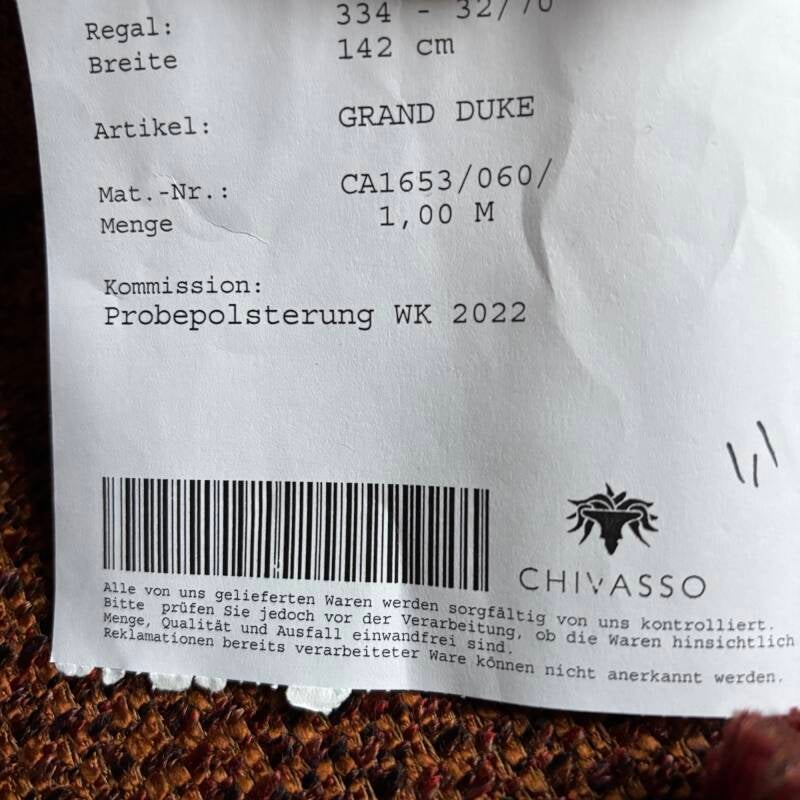 Regal: 334 - 32/70
Breite 142 cm
Artikel: GRAND DUKE
Mat.-Nr.: CA1653/060/
Menge 1,00 M
Kommission:
Probepolsterung WK 2022
1,1
CHIVASSO
Alle von uns gelieferten Waren werden sorgfältig von uns kontrolliert.
Bitte prüfen Sie jedoch vor der Verarbeitung, ob die Waren hinsichtlich
Menge, Qualität und Ausfall einwandfrei sind.
Reklamationen bereits verarbeiteter Ware können nicht anerkannt werden.